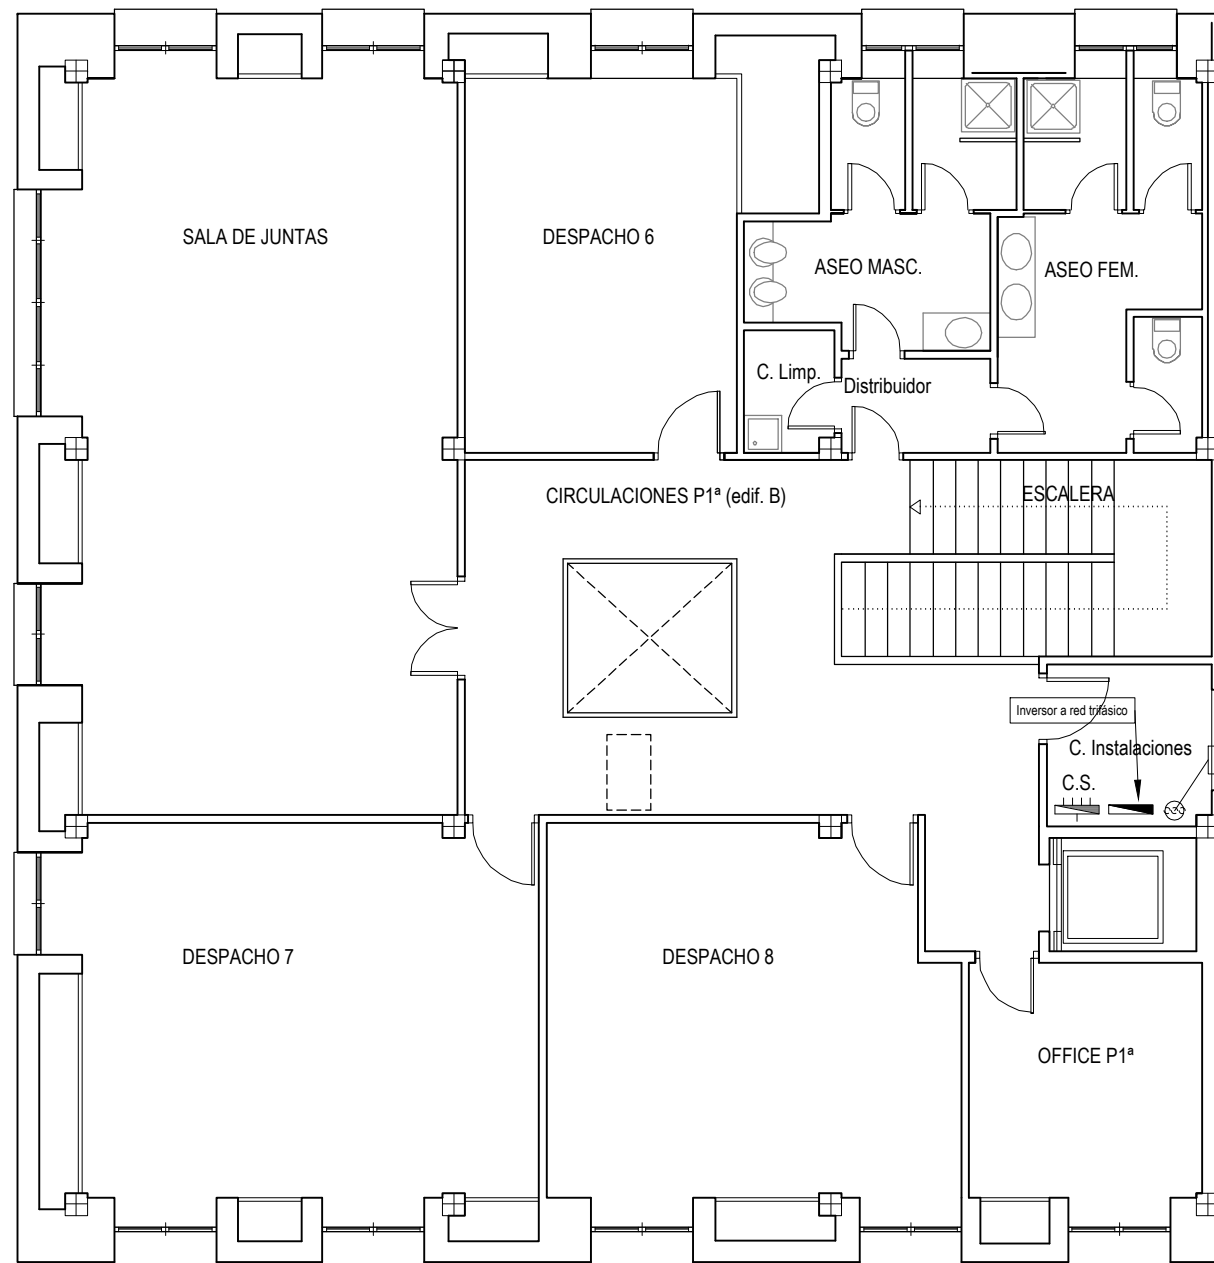 SALA DE JUNTAS
DESPACHO 6
ASEO MASC.
ASEO FEM.
C. Limp.
Distribuidor
CIRCULACIONES P1ª (edif. B)
ESCALERA
Inversor a red trifásico
C. Instalaciones
C.S.
DESPACHO 7
DESPACHO 8
OFFICE P1ª